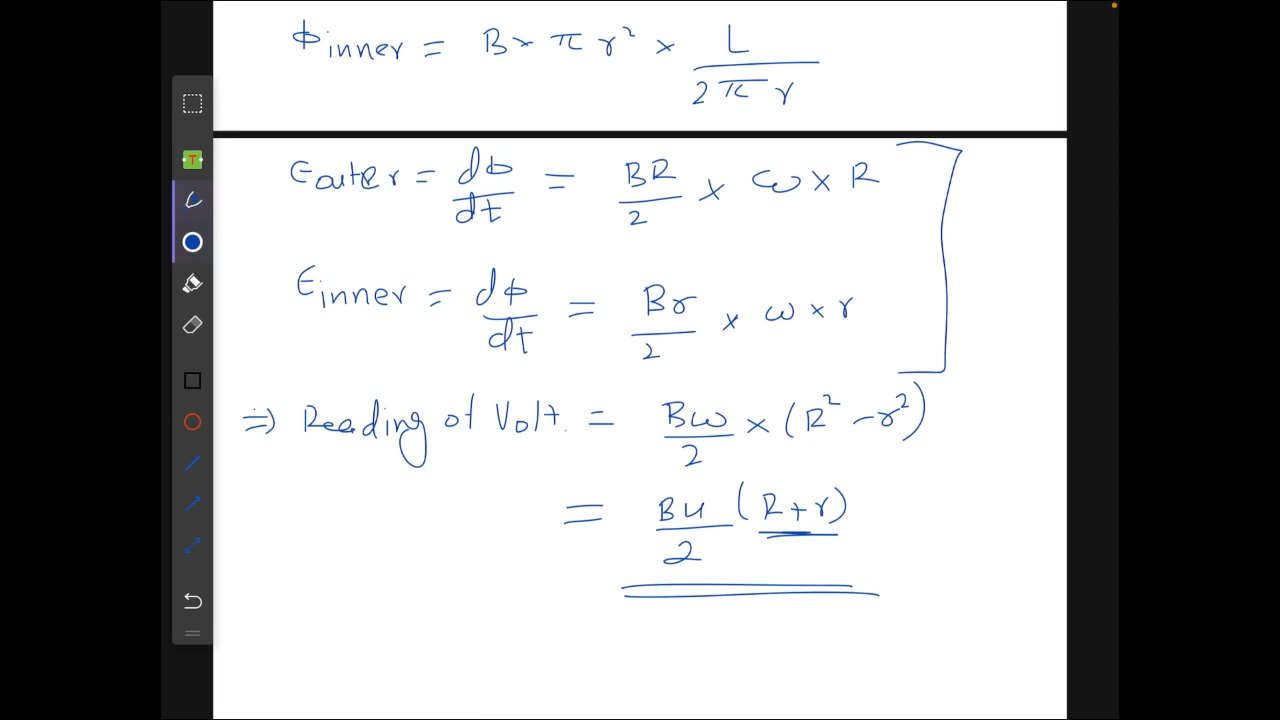 ϕinner = B × π r² × L / 2πr
Eouter = dϕ/dt = BR/2 × ω × R
Einner = dϕ/dt = Br/2 × ω × r
⇒ Reading of Volt. = Bω/2 × (R² − r²)
= Bu/2 (R + r)